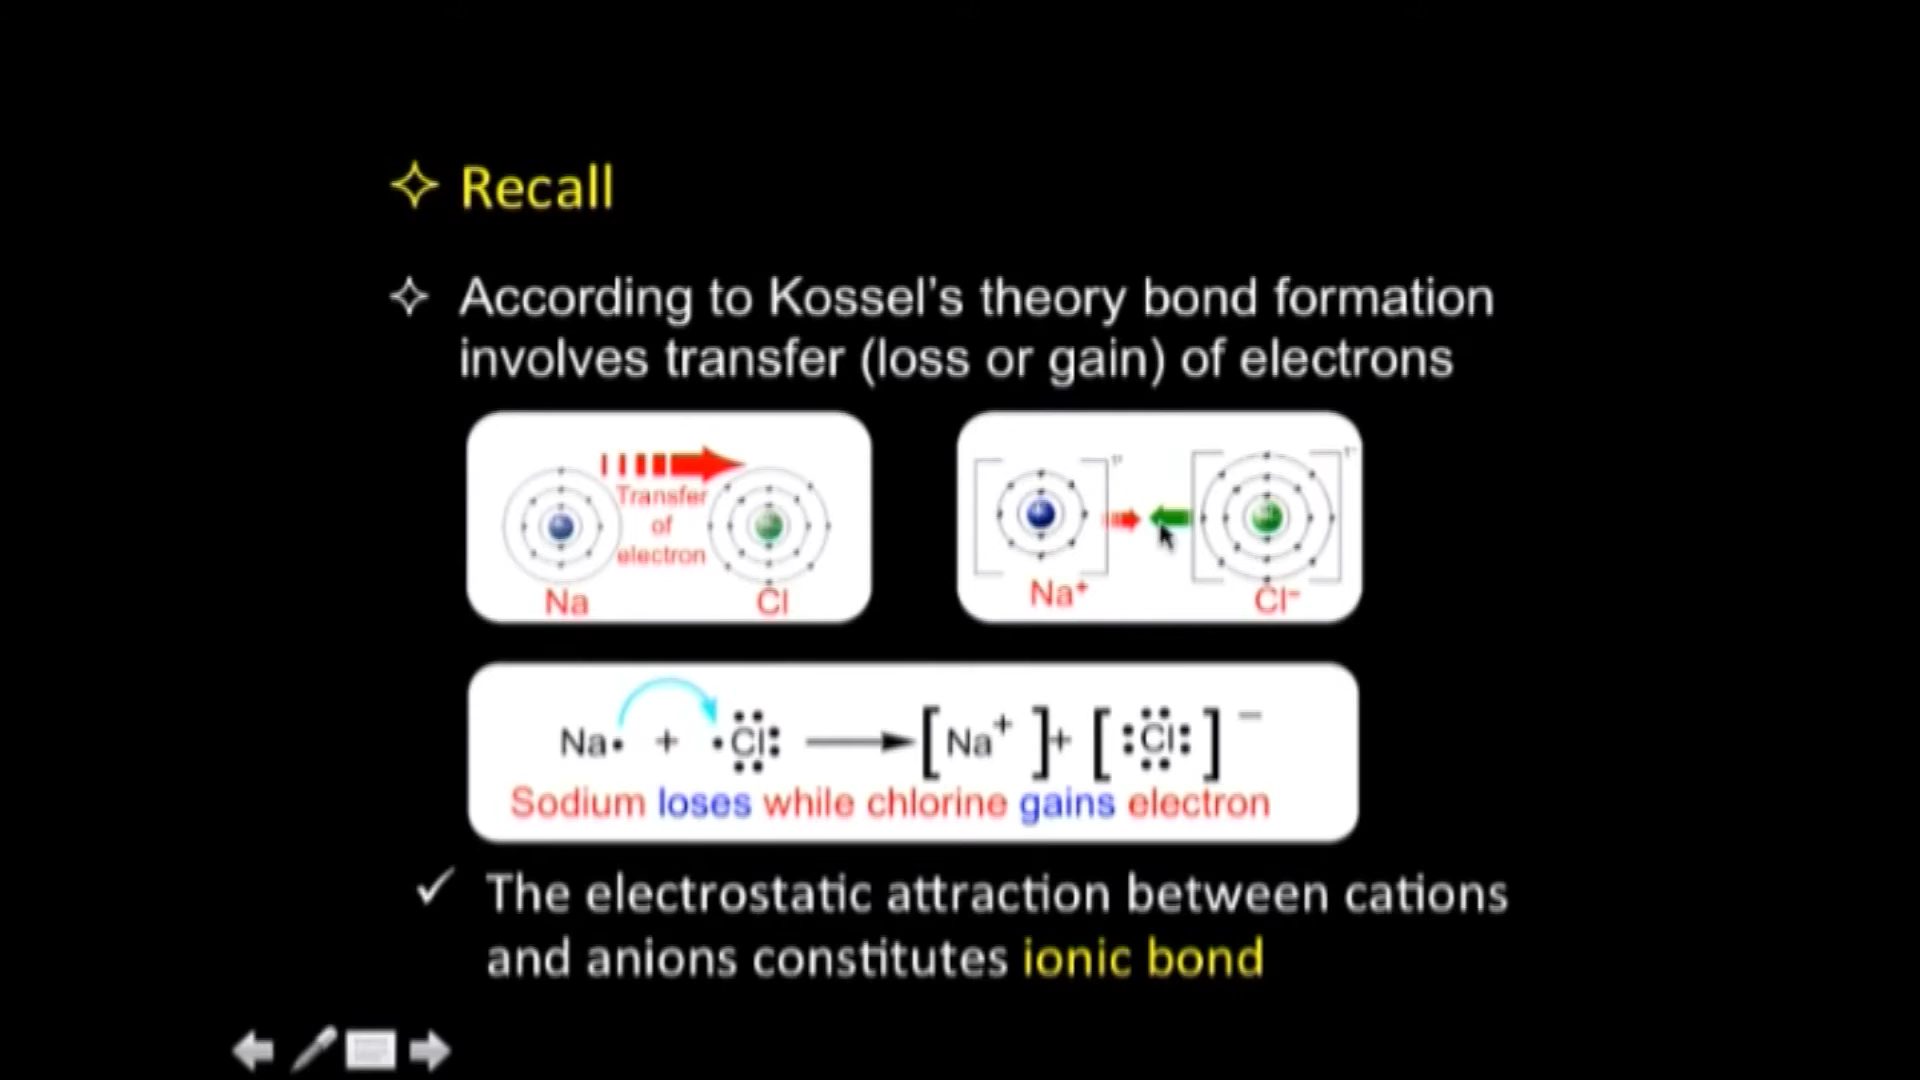 Recall
According to Kossel's theory bond formation
involves transfer (loss or gain) of electrons
Transfer
of
electron
Na
Cl
Na⁺
Cl⁻
Na• + •Cl: → [Na⁺] + [:Cl:]⁻
Sodium loses while chlorine gains electron
The electrostatic attraction between cations
and anions constitutes ionic bond